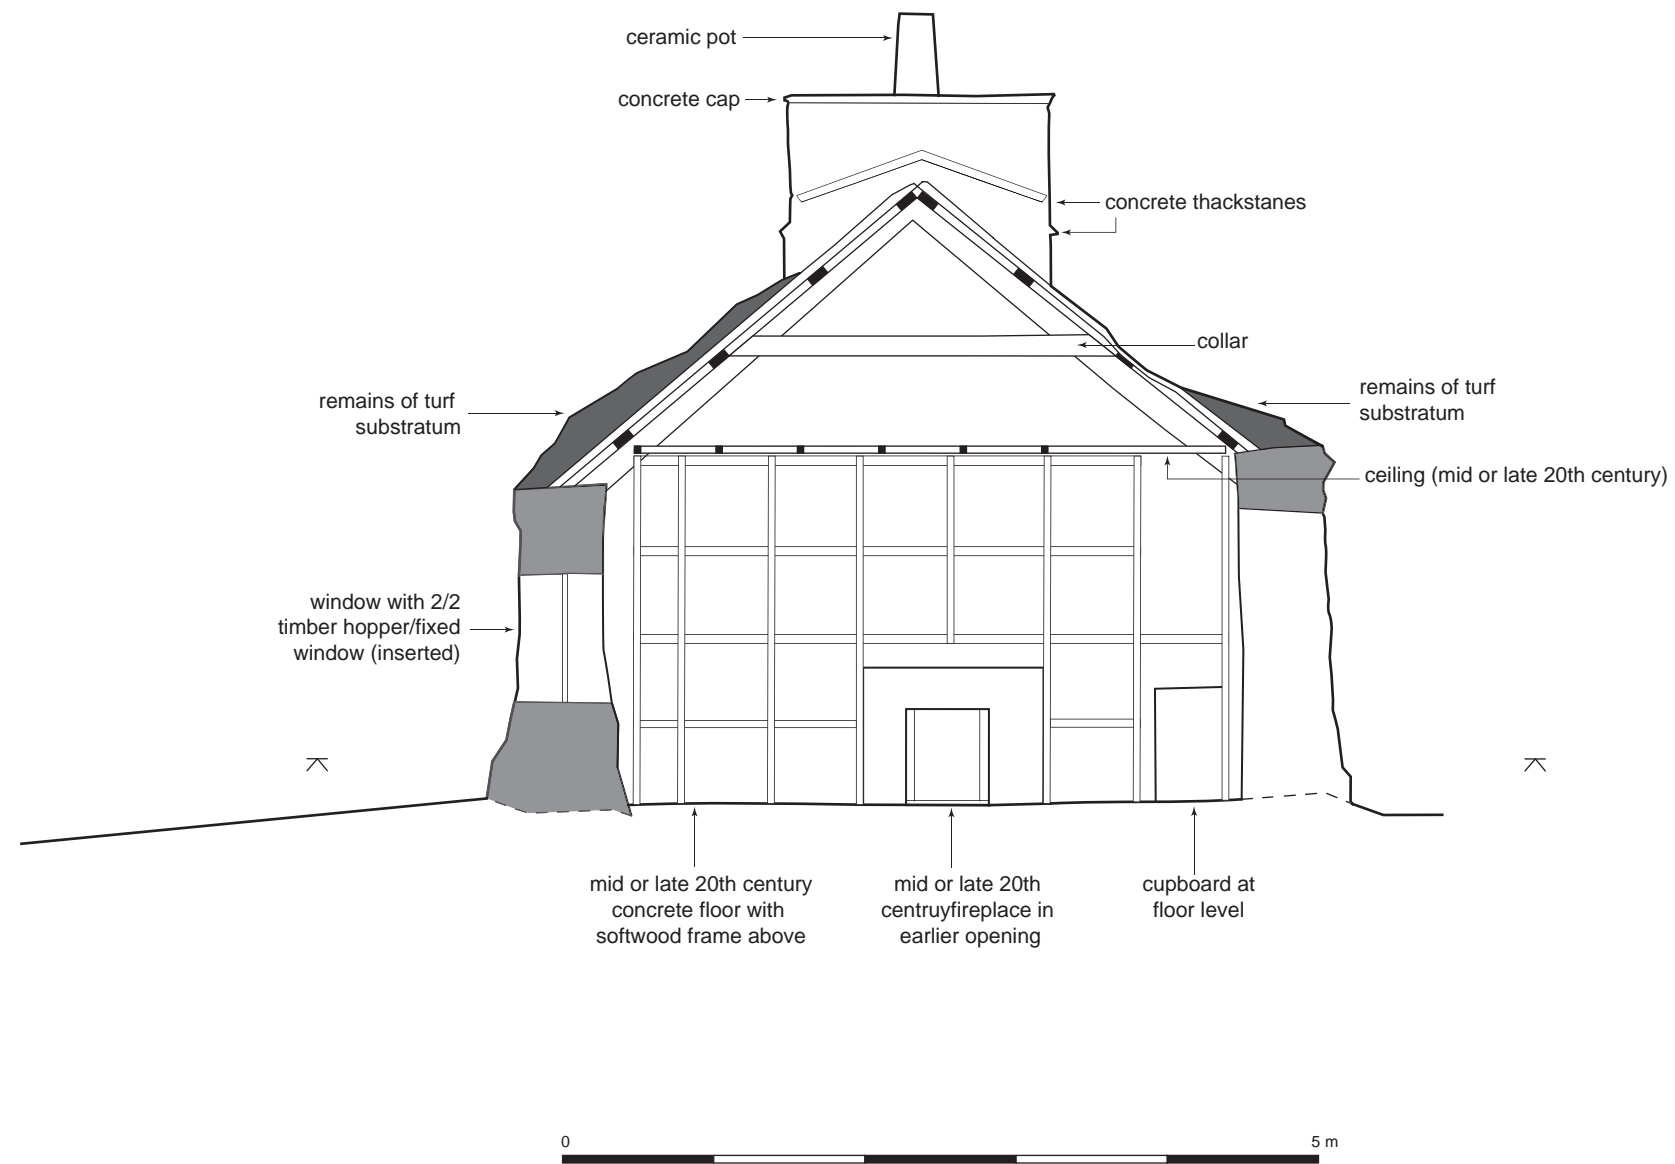 ceramic pot
concrete cap
concrete thackstanes
collar
remains of turf
substratum
remains of turf
substratum
ceiling (mid or late 20th century)
window with 2/2
timber hopper/fixed
window (inserted)
mid or late 20th century
concrete floor with
softwood frame above
mid or late 20th
centruyfireplace in
earlier opening
cupboard at
floor level
0
5 m